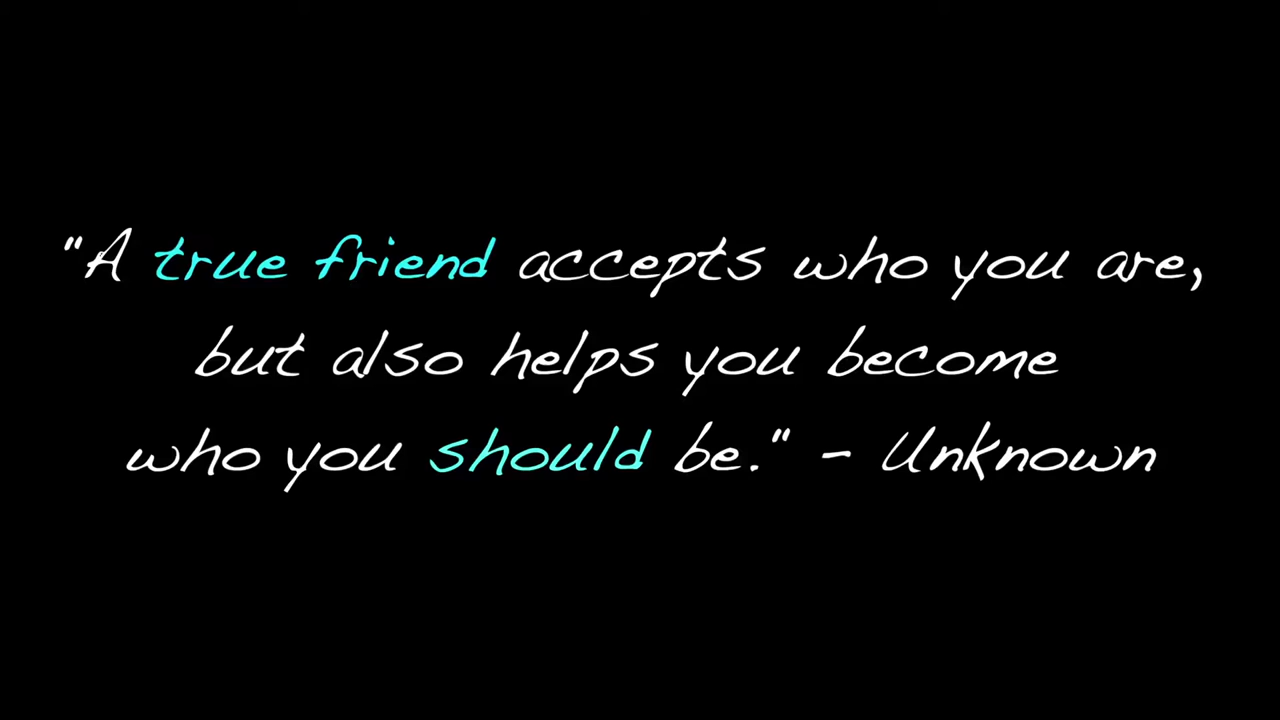 "A true friend accepts who you are,
but also helps you become
who you should be." - Unknown